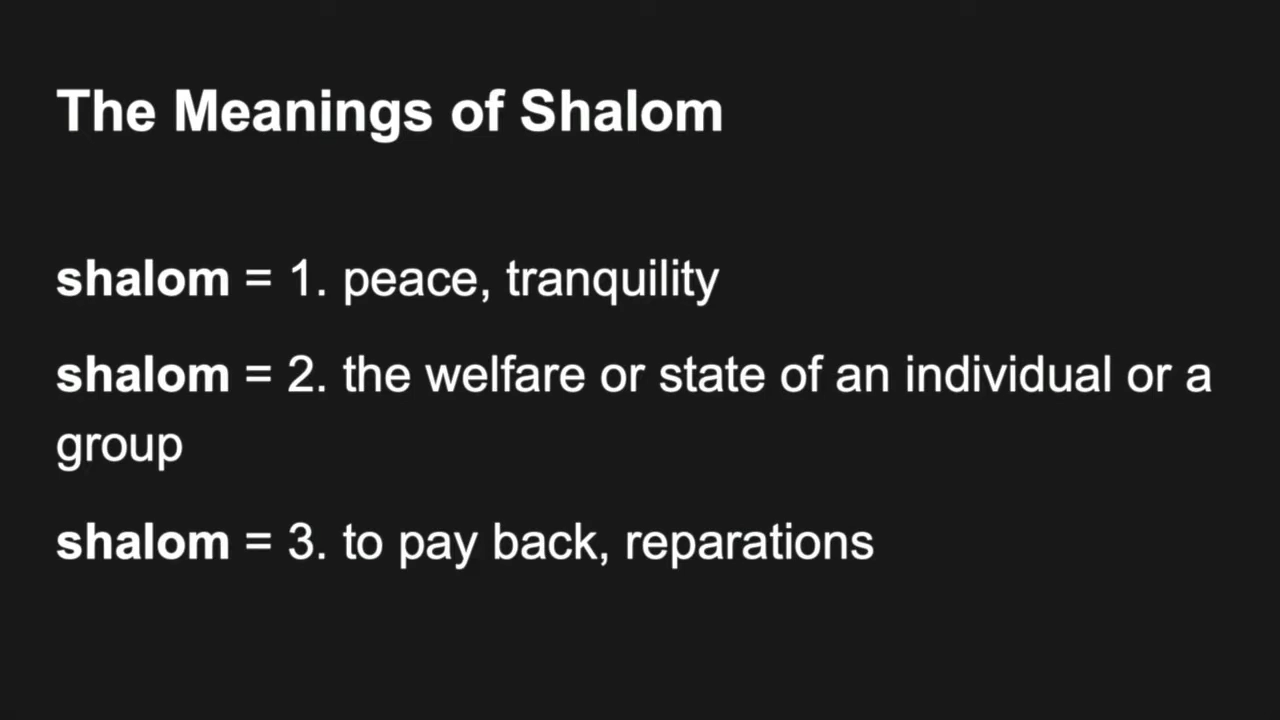 The Meanings of Shalom
shalom = 1. peace, tranquility
shalom = 2. the welfare or state of an individual or a
group
shalom = 3. to pay back, reparations